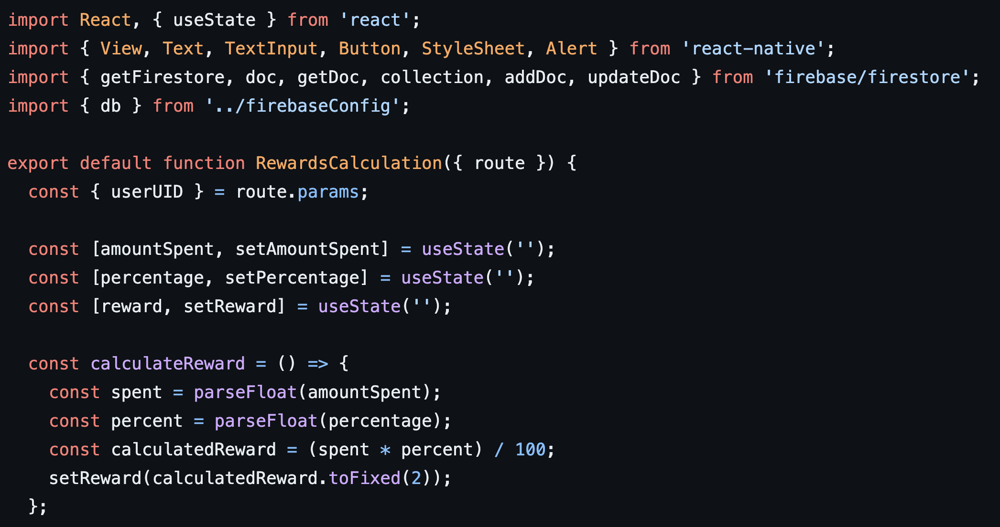 import React, { useState } from 'react';
import { View, Text, TextInput, Button, StyleSheet, Alert } from 'react-native';
import { getFirestore, doc, getDoc, collection, addDoc, updateDoc } from 'firebase/firestore';
import { db } from '../firebaseConfig';

export default function RewardsCalculation({ route }) {
  const { userUID } = route.params;

  const [amountSpent, setAmountSpent] = useState('');
  const [percentage, setPercentage] = useState('');
  const [reward, setReward] = useState('');

  const calculateReward = () => {
    const spent = parseFloat(amountSpent);
    const percent = parseFloat(percentage);
    const calculatedReward = (spent * percent) / 100;
    setReward(calculatedReward.toFixed(2));
  };